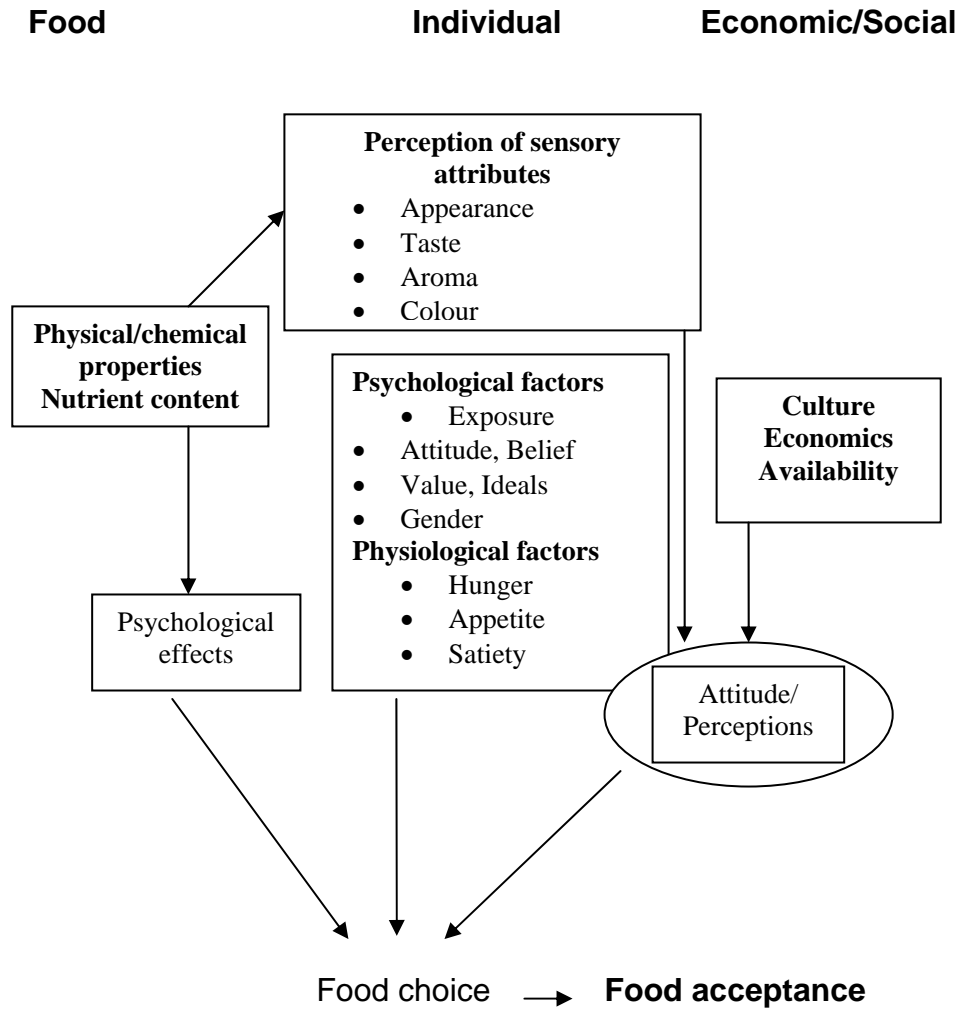 Food
Individual
Economic/Social
Perception of sensory
attributes
• Appearance
• Taste
• Aroma
• Colour
Physical/chemical
properties
Nutrient content
Psychological factors
• Exposure
• Attitude, Belief
• Value, Ideals
• Gender
Physiological factors
• Hunger
• Appetite
• Satiety
Culture
Economics
Availability
Psychological
effects
Attitude/
Perceptions
Food choice
Food acceptance